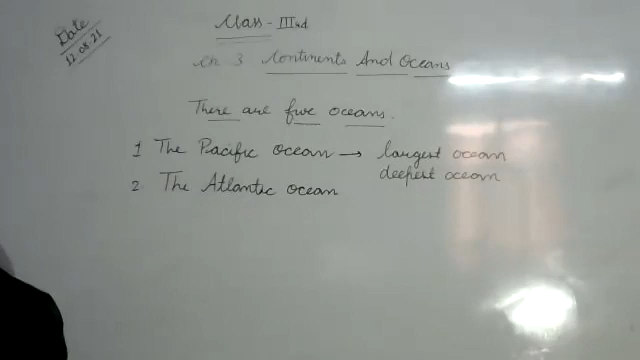 Date
12.08.21
Class - IIIrd
Ch 3 Continents And Oceans
There are five oceans.
1 The Pacific ocean → largest ocean
deepest ocean
2. The Atlantic ocean